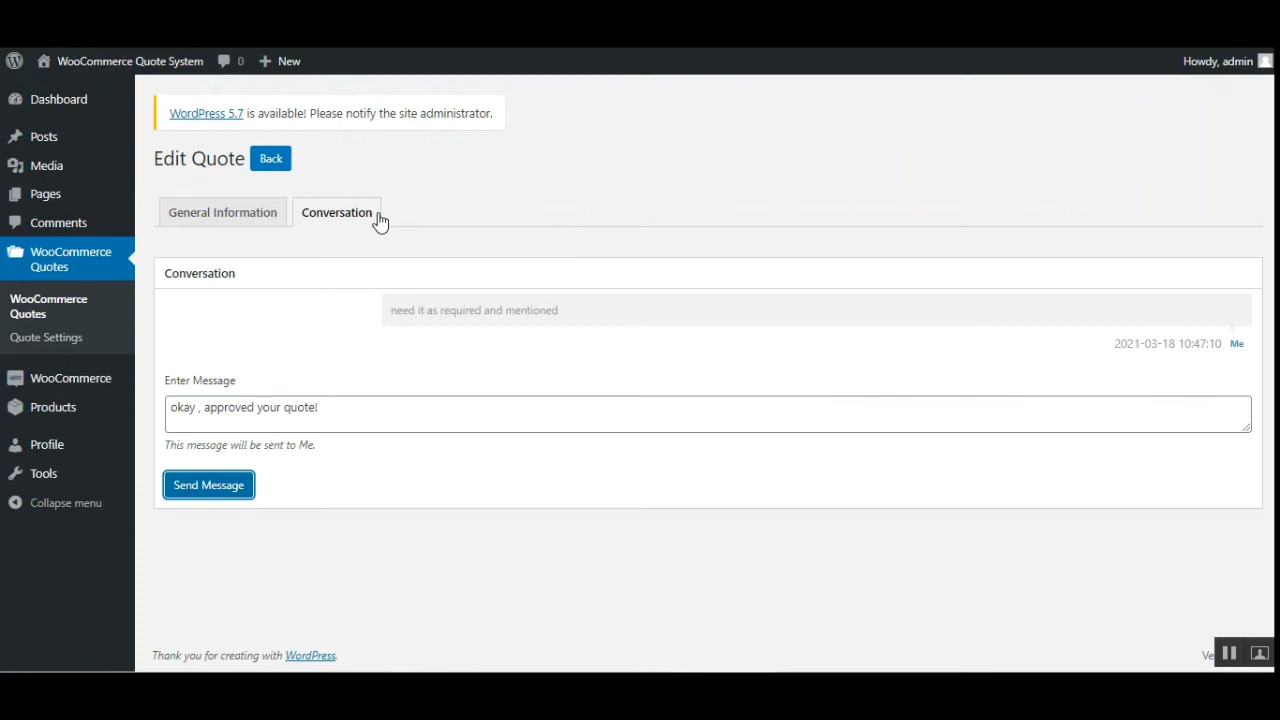 WooCommerce Quote System 0 New Howdy, admin
Dashboard
Posts
Media
Pages
Comments
WooCommerce
Quotes
WooCommerce
Quotes
Quote Settings
WooCommerce
Products
Profile
Tools
Collapse menu
WordPress 5.7 is available! Please notify the site administrator.
Edit Quote Back
General Information Conversation
Conversation
need it as required and mentioned
2021-03-18 10:47:10 Me
Enter Message
okay , approved your quote!
This message will be sent to Me.
Send Message
Thank you for creating with WordPress.